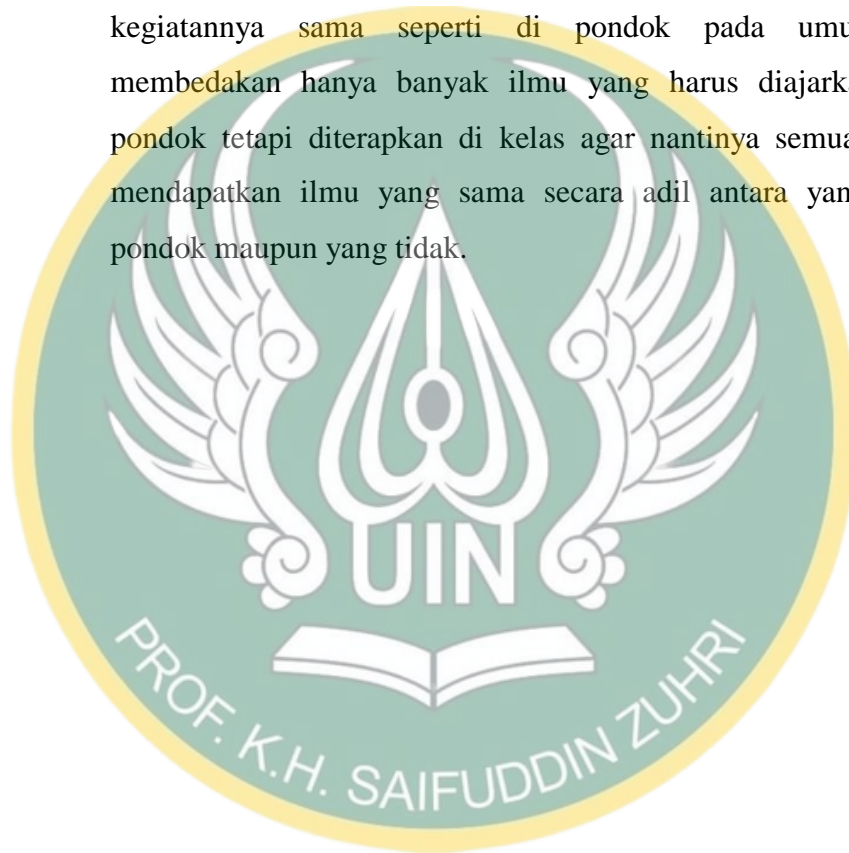 kegiatannya sama seperti di pondok pada umu
membedakan hanya banyak ilmu yang harus diajarka
pondok tetapi diterapkan di kelas agar nantinya semua
mendapatkan ilmu yang sama secara adil antara yan
pondok maupun yang tidak.
UIN
PROF. K.H. SAIFUDDIN ZUHRI